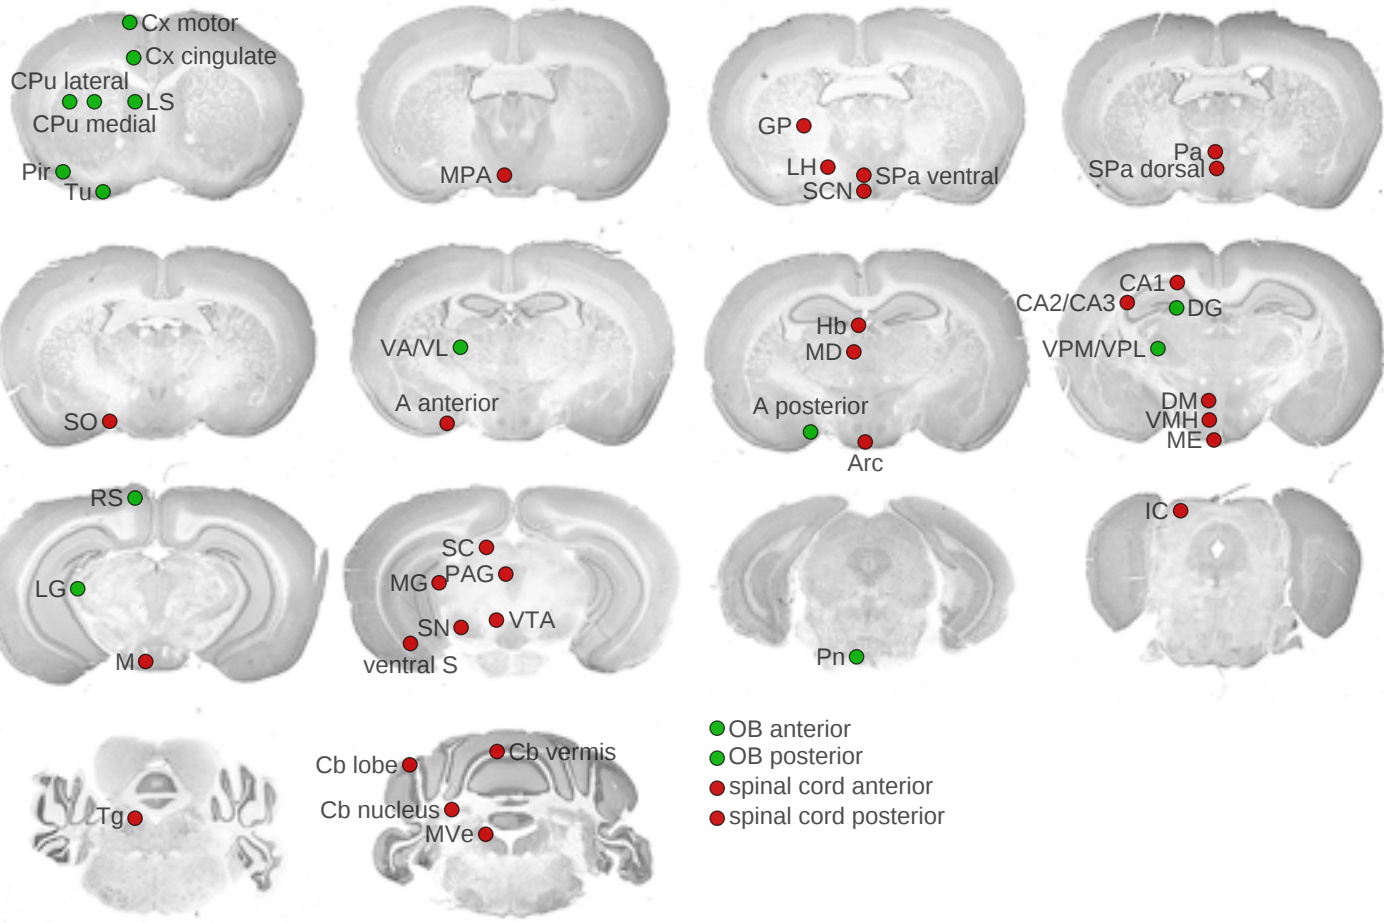 Cx motor
Cx cingulate
CPu lateral
LS
CPu medial
Pir
Tu
MPA
GP
LH
SPa ventral
SCN
Pa
SPa dorsal
SO
VA/VL
A anterior
Hb
MD
A posterior
Arc
CA1
CA2/CA3
DG
VPM/VPL
DM
VMH
ME
RS
LG
M
SC
MG
PAG
SN
VTA
ventral S
Pn
IC
Tg
Cb lobe
Cb vermis
Cb nucleus
MVe
OB anterior
OB posterior
spinal cord anterior
spinal cord posterior